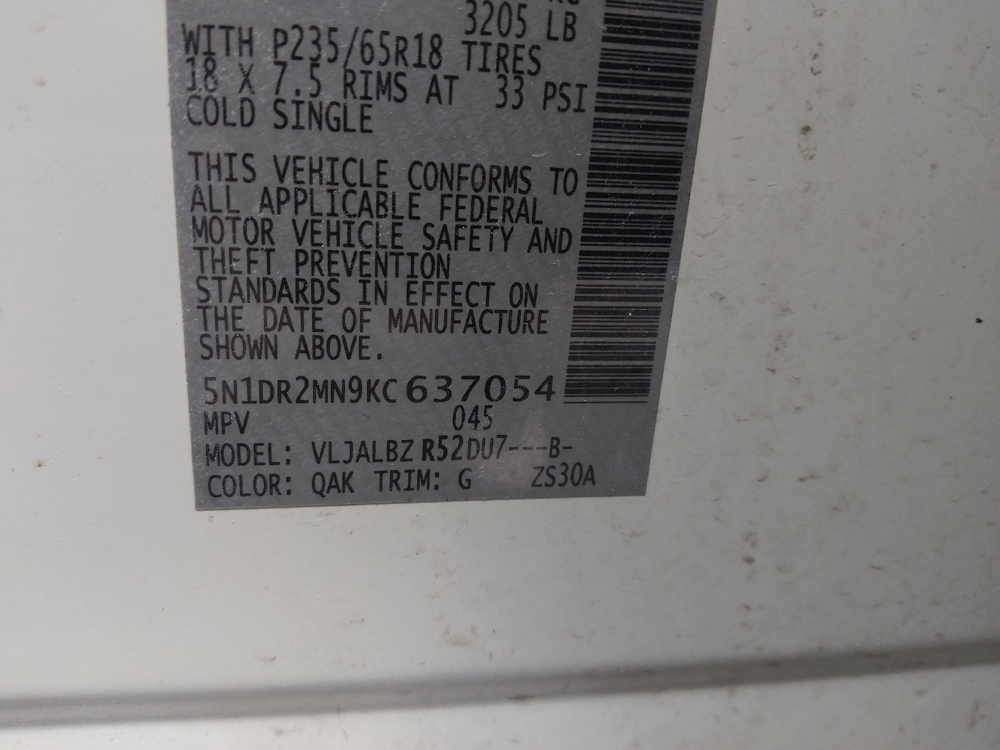 3205 LB
WITH P235/65R18 TIRES
18 X 7.5 RIMS AT 33 PSI
COLD SINGLE
THIS VEHICLE CONFORMS TO
ALL APPLICABLE FEDERAL
MOTOR VEHICLE SAFETY AND
THEFT PREVENTION
STANDARDS IN EFFECT ON
THE DATE OF MANUFACTURE
SHOWN ABOVE.
5N1DR2MN9KC637054
MPV 045
MODEL: VLJALBZ R52DU7---B-
COLOR: QAK TRIM: G ZS30A